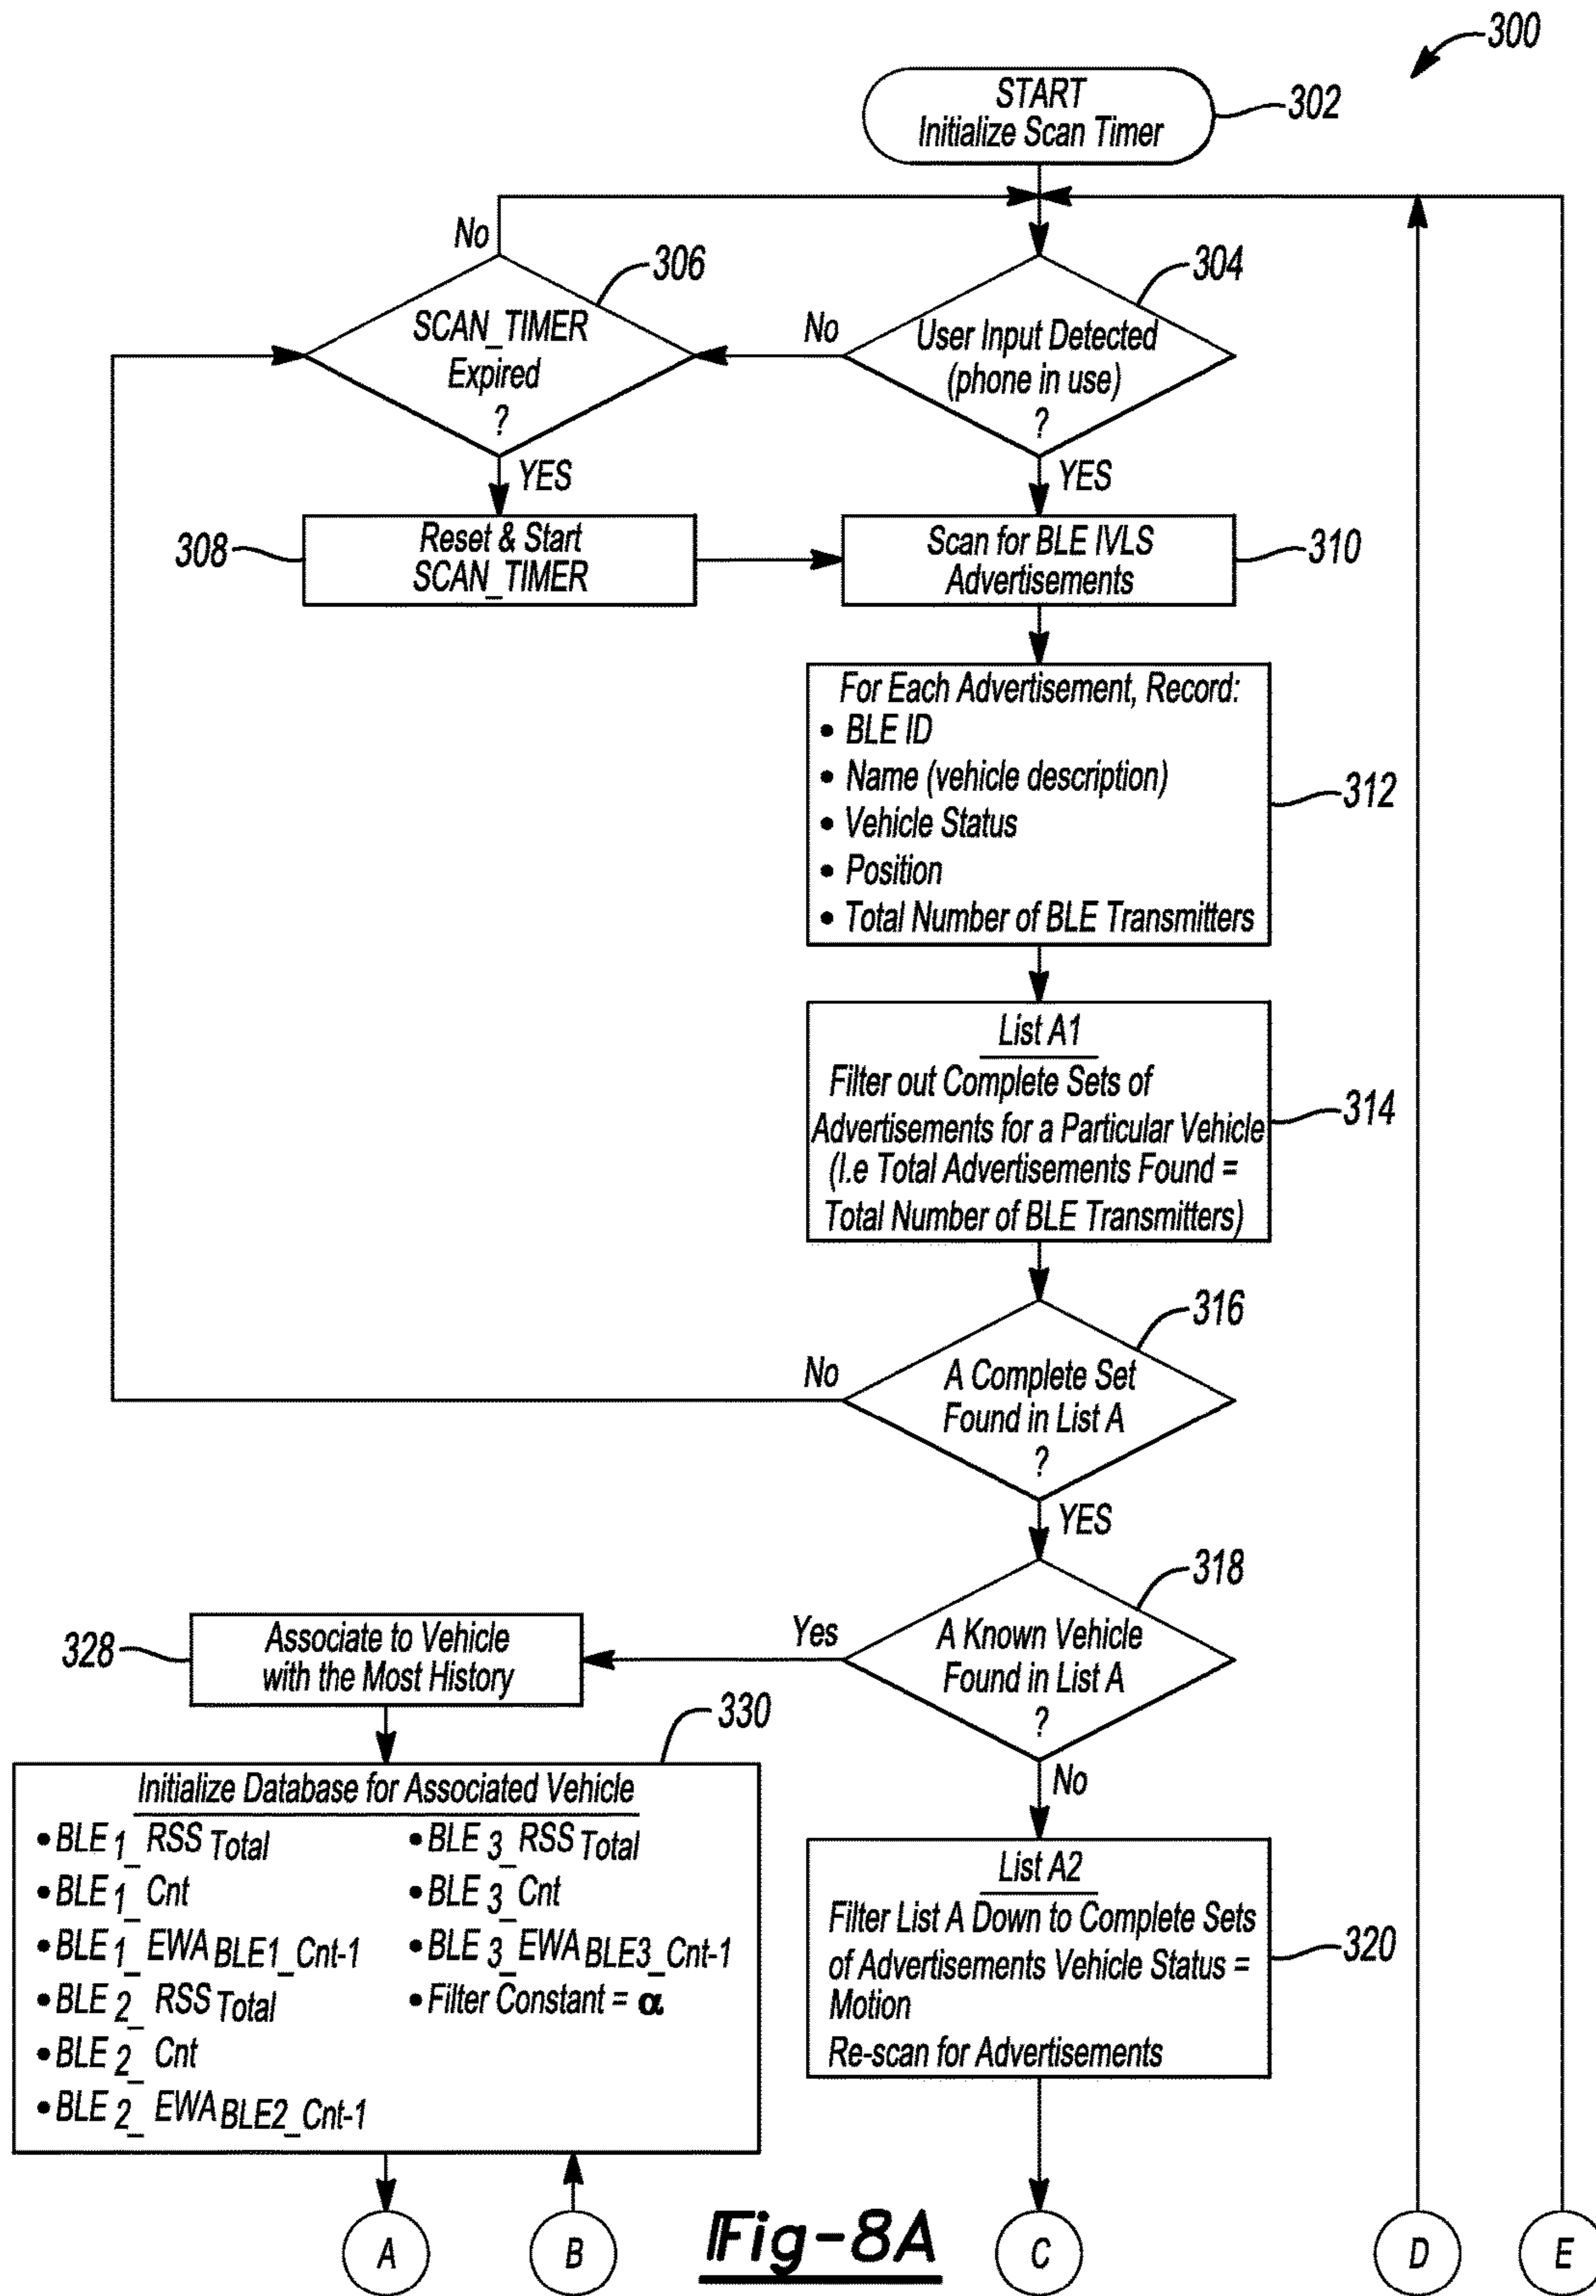 300
START
Initialize Scan Timer
302
No
306
304
SCAN_TIMER
Expired
?
No
User Input Detected
(phone in use)
?
YES
YES
308
Reset & Start
SCAN_TIMER
Scan for BLE IVLS
Advertisements
310
For Each Advertisement, Record:
• BLE ID
• Name (vehicle description)
• Vehicle Status
• Position
• Total Number of BLE Transmitters
312
List A1
Filter out Complete Sets of
Advertisements for a Particular Vehicle
(I.e Total Advertisements Found =
Total Number of BLE Transmitters)
314
316
No
A Complete Set
Found in List A
?
YES
318
328
Associate to Vehicle
with the Most History
Yes
A Known Vehicle
Found in List A
?
330
No
Initialize Database for Associated Vehicle
• BLE 1_ RSS Total
• BLE 1_ Cnt
• BLE 1_ EWA BLE1_Cnt-1
• BLE 2_ RSS Total
• BLE 2_ Cnt
• BLE 2_ EWA BLE2_Cnt-1
• BLE 3_ RSS Total
• BLE 3_ Cnt
• BLE 3_ EWA BLE3_Cnt-1
• Filter Constant = α
List A2
Filter List A Down to Complete Sets
of Advertisements Vehicle Status =
Motion
Re-scan for Advertisements
320
A
B
Fig-8A
C
D
E